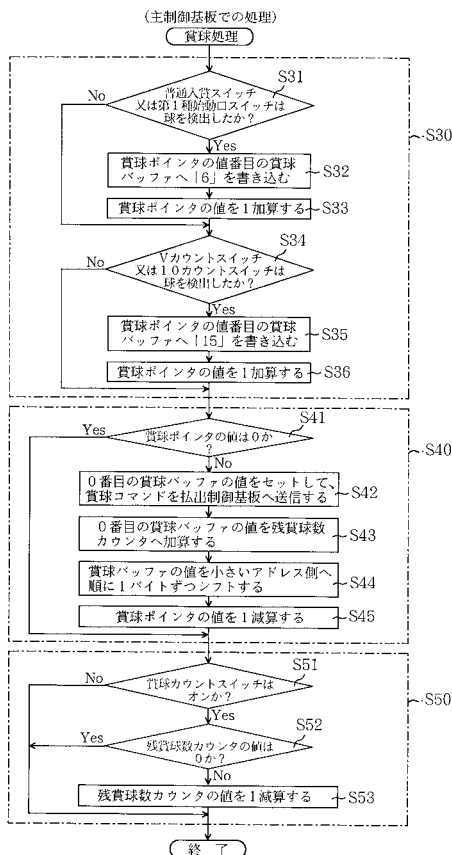 (主制御基板での処理)
賞球処理
S31
普通入賞スイッチ
又は第1種始動口スイッチは
球を検出したか?
No
Yes
S30
賞球ポインタの値番目の賞球
バッファへ「6」を書き込む
S32
賞球ポインタの値を1加算する
S33
S34
Vカウントスイッチ
又は10カウントスイッチは
球を検出したか?
No
Yes
賞球ポインタの値番目の賞球
バッファへ「15」を書き込む
S35
賞球ポインタの値を1加算する
S36
S41
Yes
賞球ポインタの値は0か
?
No
S40
0番目の賞球バッファの値をセットして、
賞球コマンドを払出制御基板へ送信する
S42
0番目の賞球バッファの値を残賞球数
カウンタへ加算する
S43
賞球バッファの値を小さいアドレス側へ
順に1バイトずつシフトする
S44
賞球ポインタの値を1減算する
S45
S51
No
賞球カウントスイッチは
オンか?
Yes
S50
S52
Yes
残賞球数カウンタの値は
0か?
No
残賞球数カウンタの値を1減算する
S53
終了